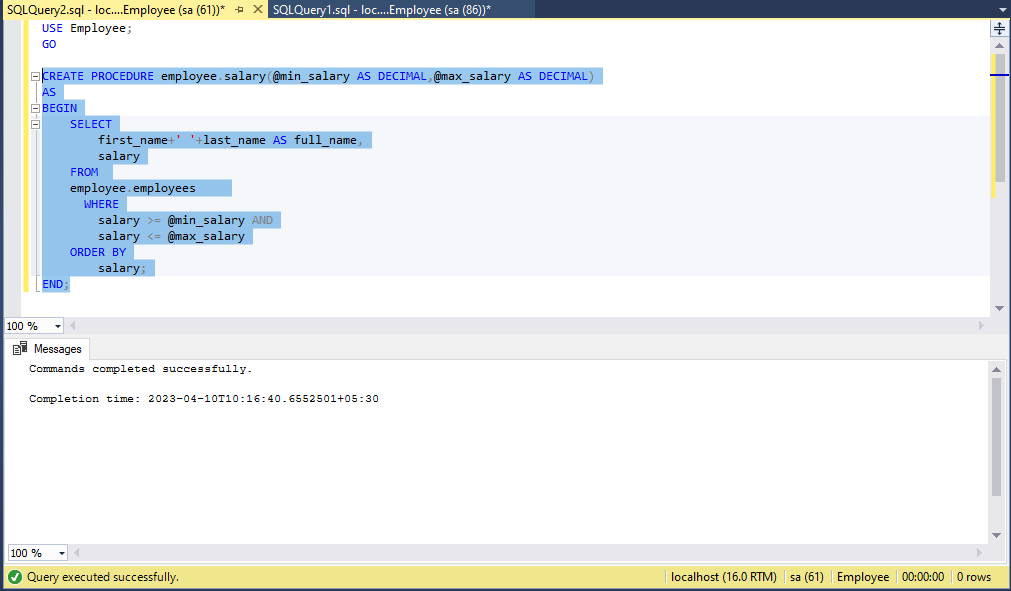 SQLQuery2.sql - loc....Employee (sa (61))* SQLQuery1.sql - loc....Employee (sa (86))*
USE Employee;
GO
CREATE PROCEDURE employee.salary(@min_salary AS DECIMAL,@max_salary AS DECIMAL)
AS
BEGIN
SELECT
first_name+' '+last_name AS full_name,
salary
FROM
employee.employees
WHERE
salary >= @min_salary AND
salary <= @max_salary
ORDER BY
salary;
END;
100 %
Messages
Commands completed successfully.
Completion time: 2023-04-10T10:16:40.6552501+05:30
100 %
Query executed successfully. localhost (16.0 RTM) sa (61) Employee 00:00:00 0 rows